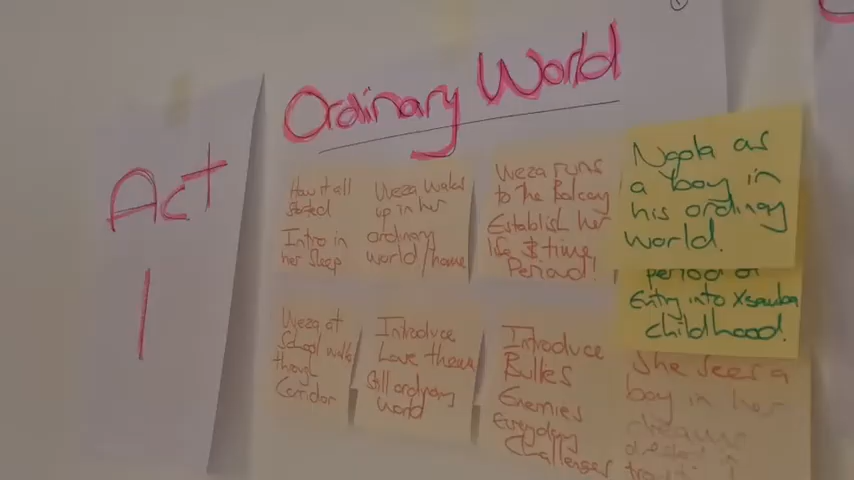 Act
1
Ordinary World
How it all
started
Intro in
her sleep
Weza wakes
up in her
ordinary
world/home
Weza runs
to the Balcony
Establish her
life & time
Period!
as
a boy in
his ordinary
world.
period of
Entry into
childhood.
Weza at
School walks
through
Corridor
Introduce
Love theme
Still ordinary
world
Introduce
Bullies
Enemies
Everyday
Challenges
She sees a
boy in her